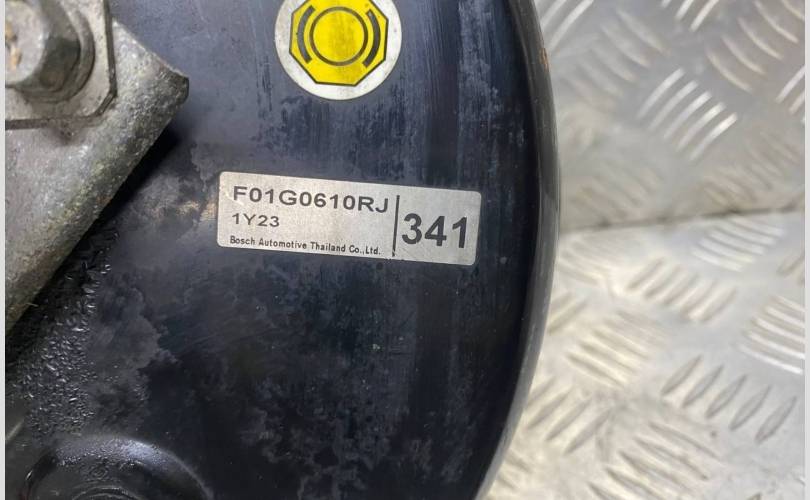 F01G0610RJ
1Y23
Bosch Automotive Thailand Co.,Ltd.
341